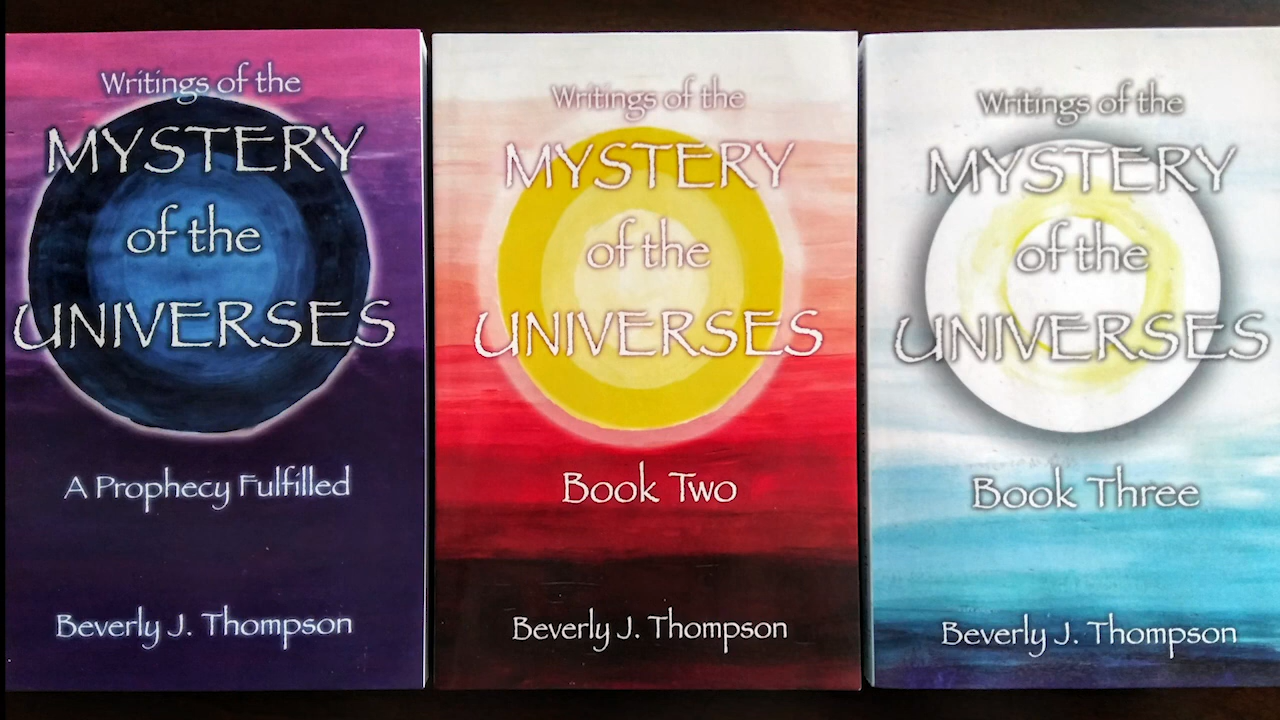 Writings of the
MYSTERY
of the
UNIVERSES
A Prophecy Fulfilled
Beverly J. Thompson
Writings of the
MYSTERY
of the
UNIVERSES
Book Two
Beverly J. Thompson
Writings of the
MYSTERY
of the
UNIVERSES
Book Three
Beverly J. Thompson